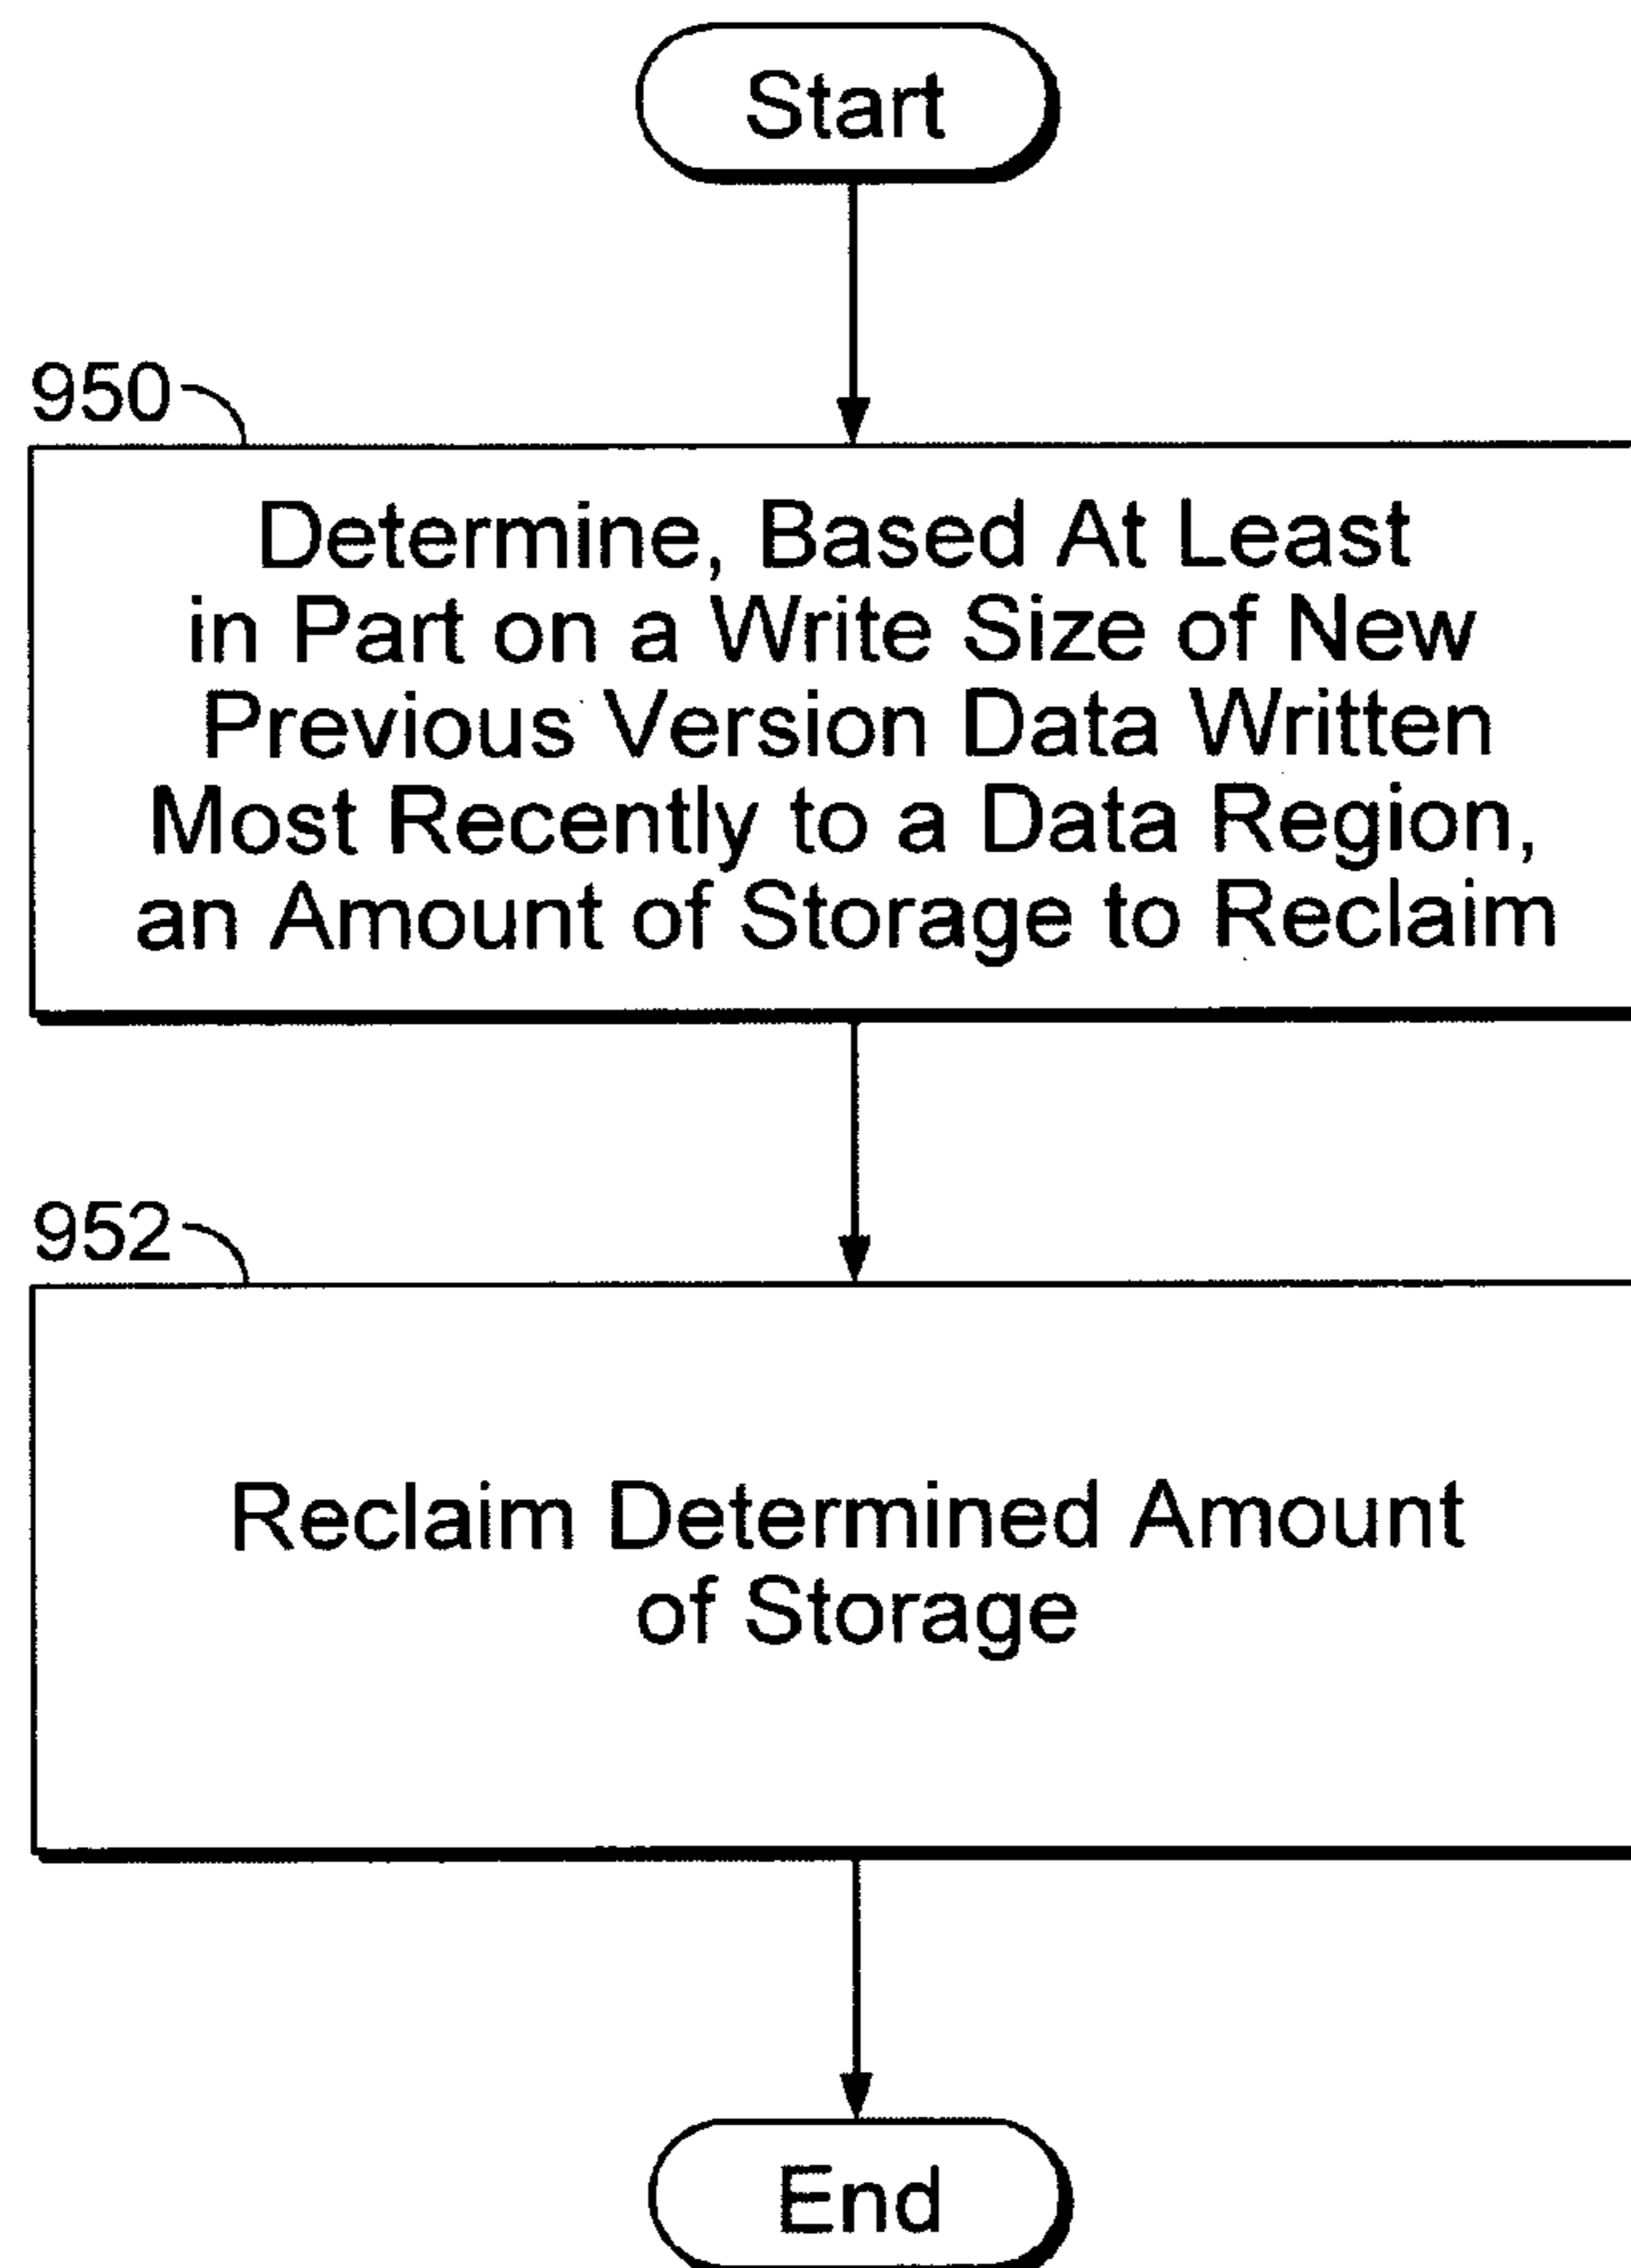 Start
950
Determine, Based At Least
in Part on a Write Size of New
Previous Version Data Written
Most Recently to a Data Region,
an Amount of Storage to Reclaim
952
Reclaim Determined Amount
of Storage
End